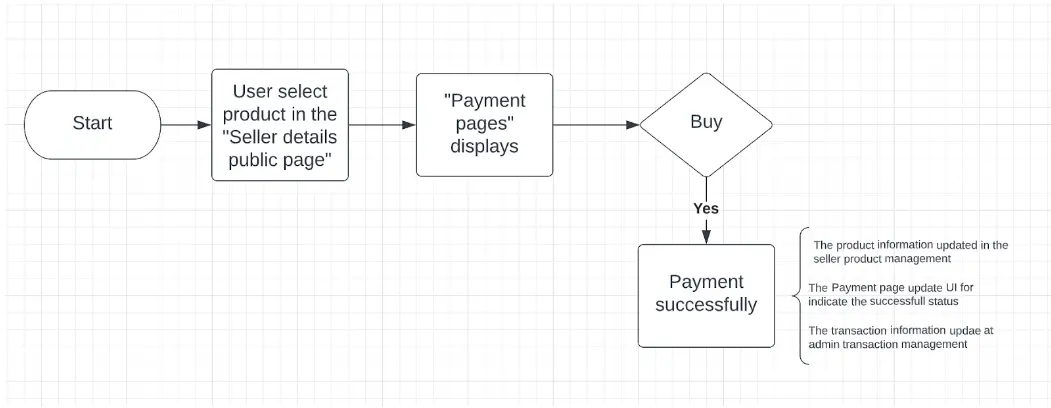 Start
User select
product in the
"Seller details
public page"
"Payment
pages"
displays
Buy
Yes
Payment
successfully
The product information updated in the
seller product management
The Payment page update UI for
indicate the successfull status
The transaction information updae at
admin transaction management